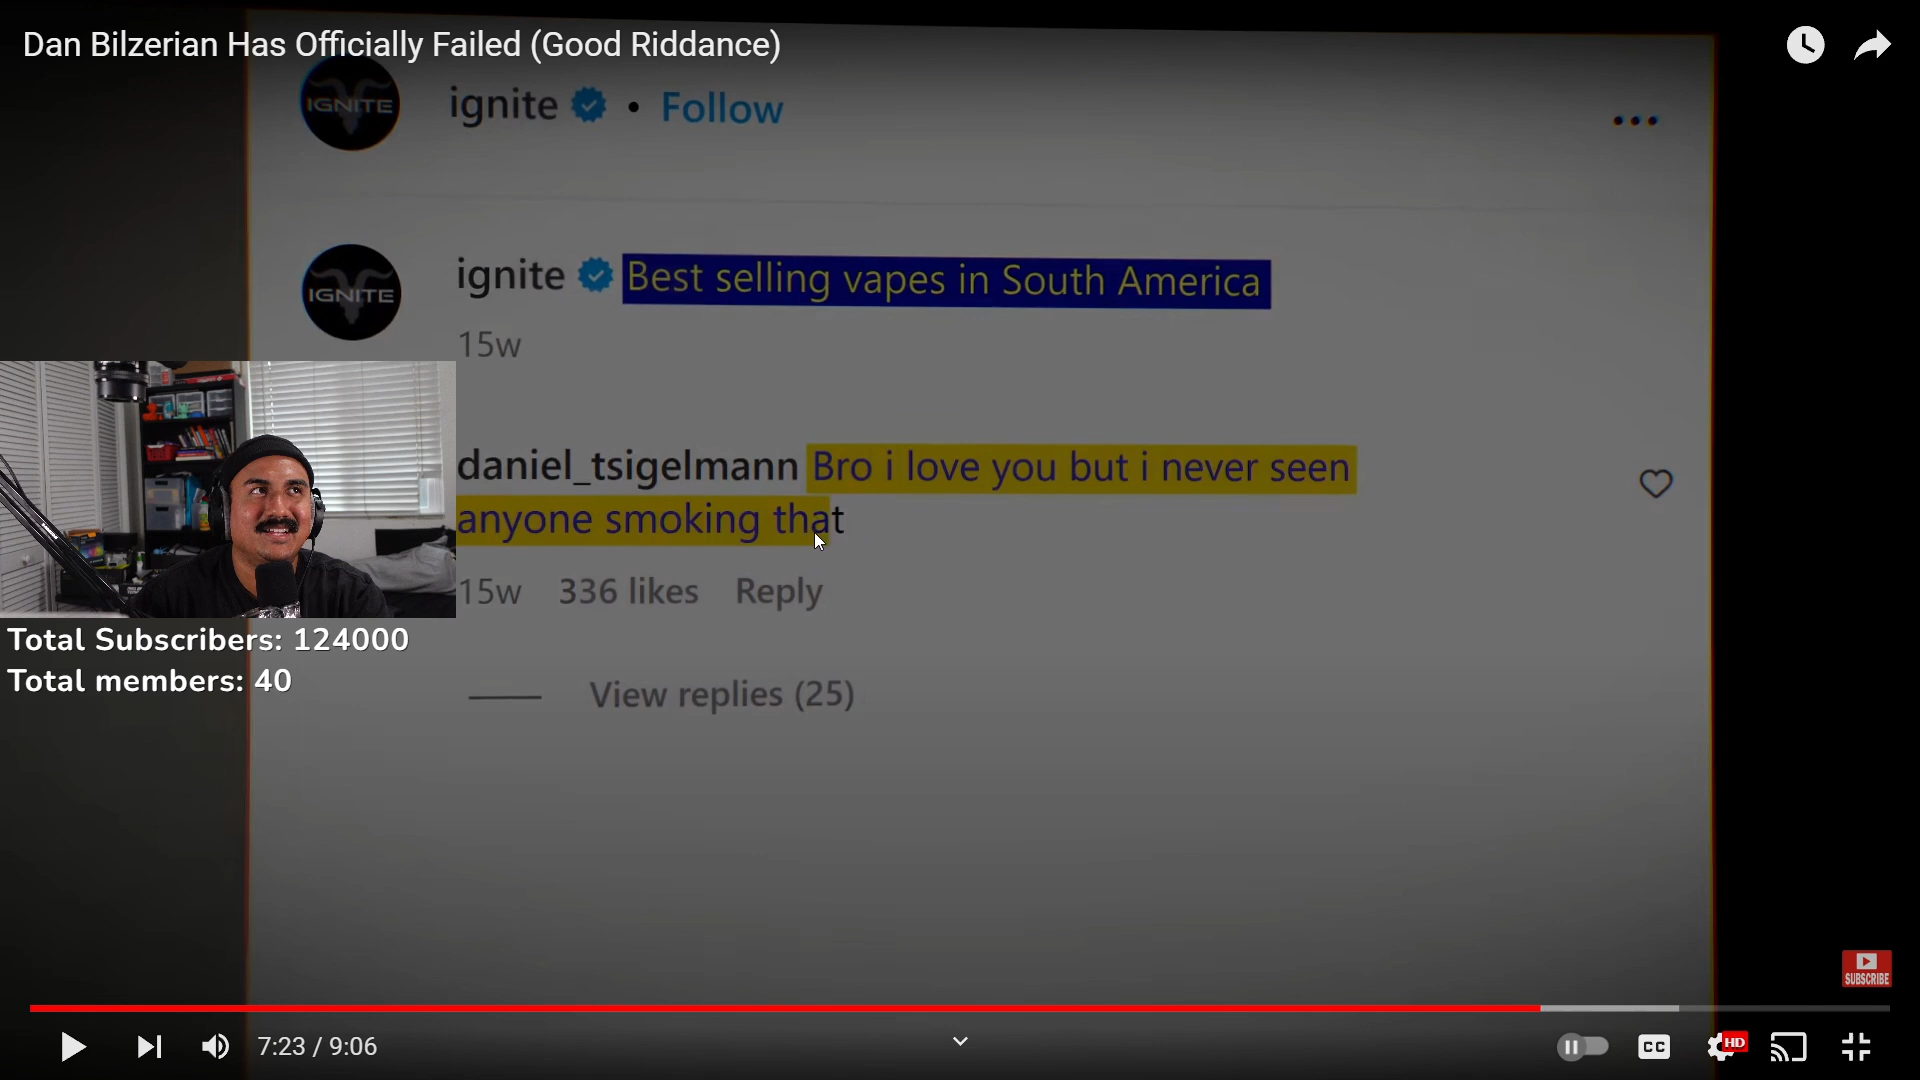 Dan Bilzerian Has Officially Failed (Good Riddance)
IGNITE
ignite • Follow
IGNITE
ignite Best selling vapes in South America
15w
daniel_tsigelmann Bro i love you but i never seen
anyone smoking that
15w 336 likes Reply
View replies (25)
Total Subscribers: 124000
Total members: 40
SUBSCRIBE
7:23 / 9:06
CC
HD